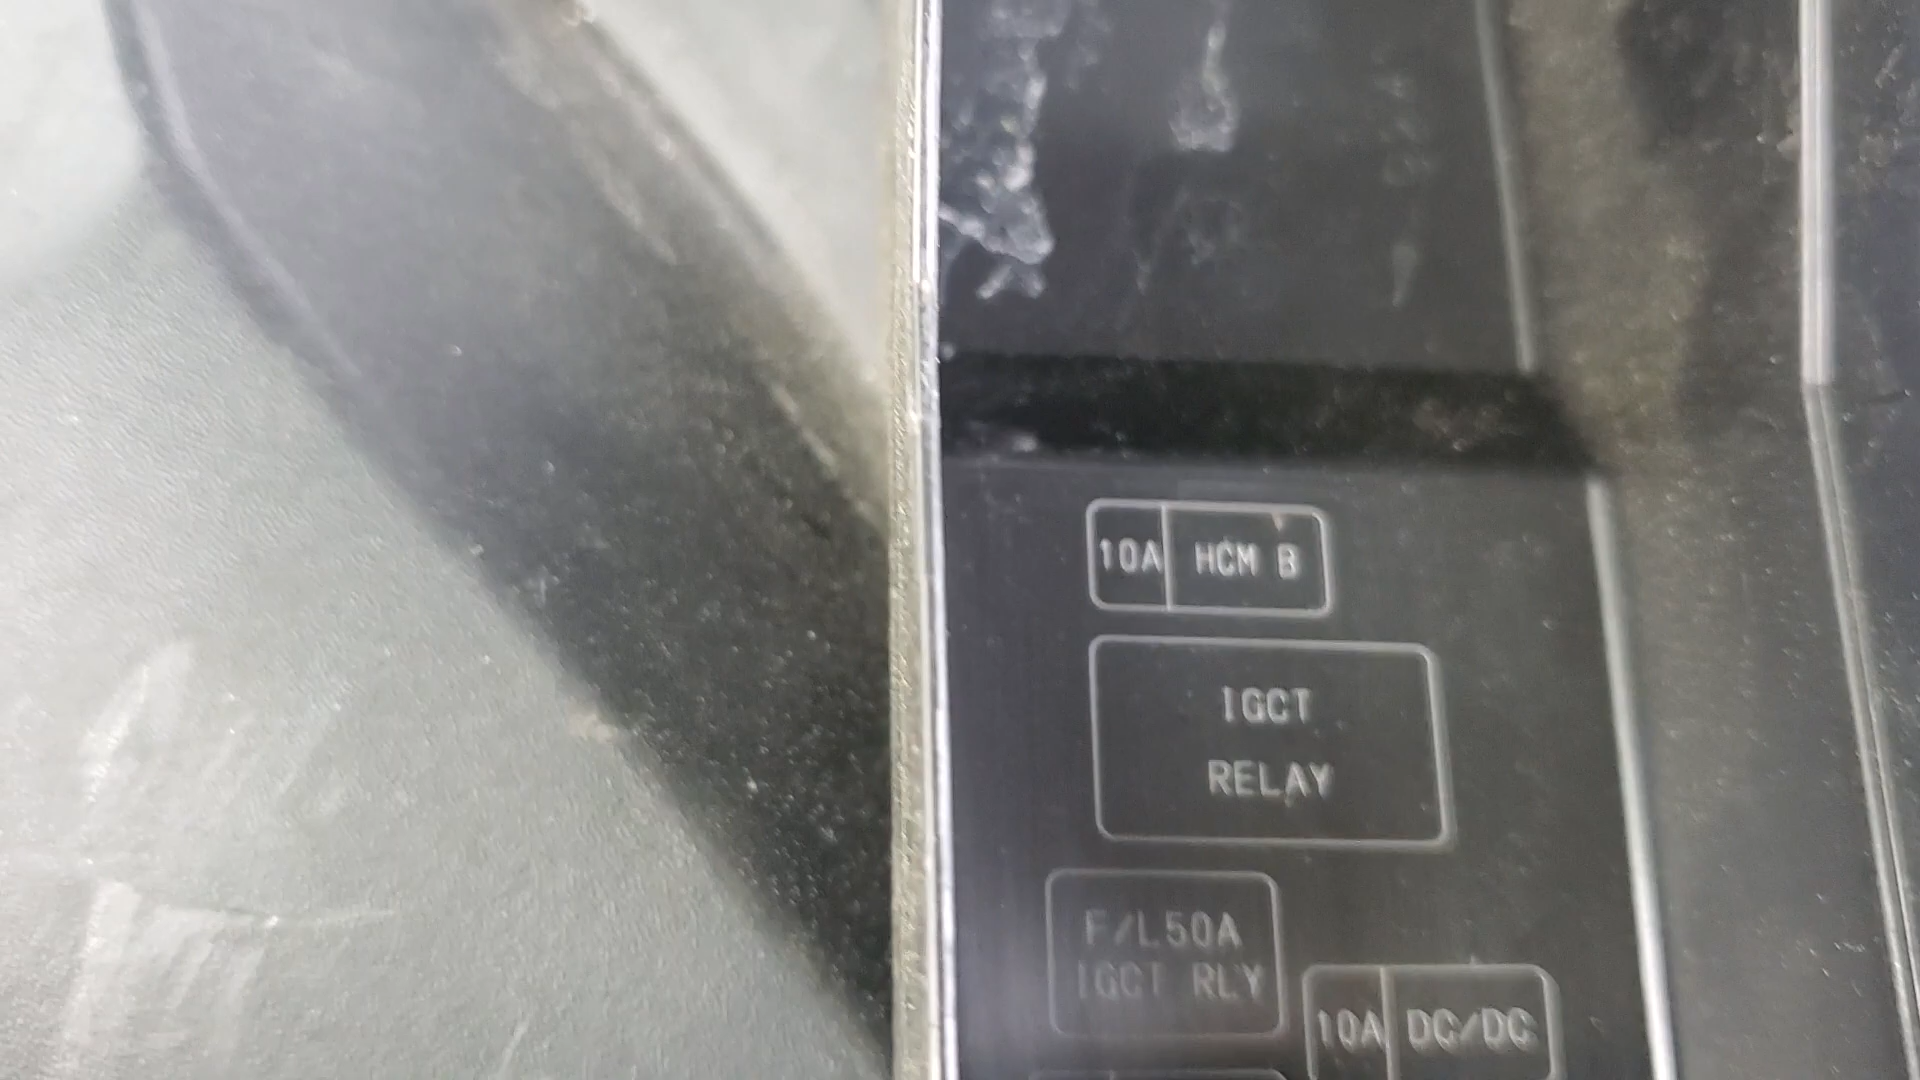 10A HCM B
IGCT
RELAY
F/L50A
IGCT RLY
10A DC/DC